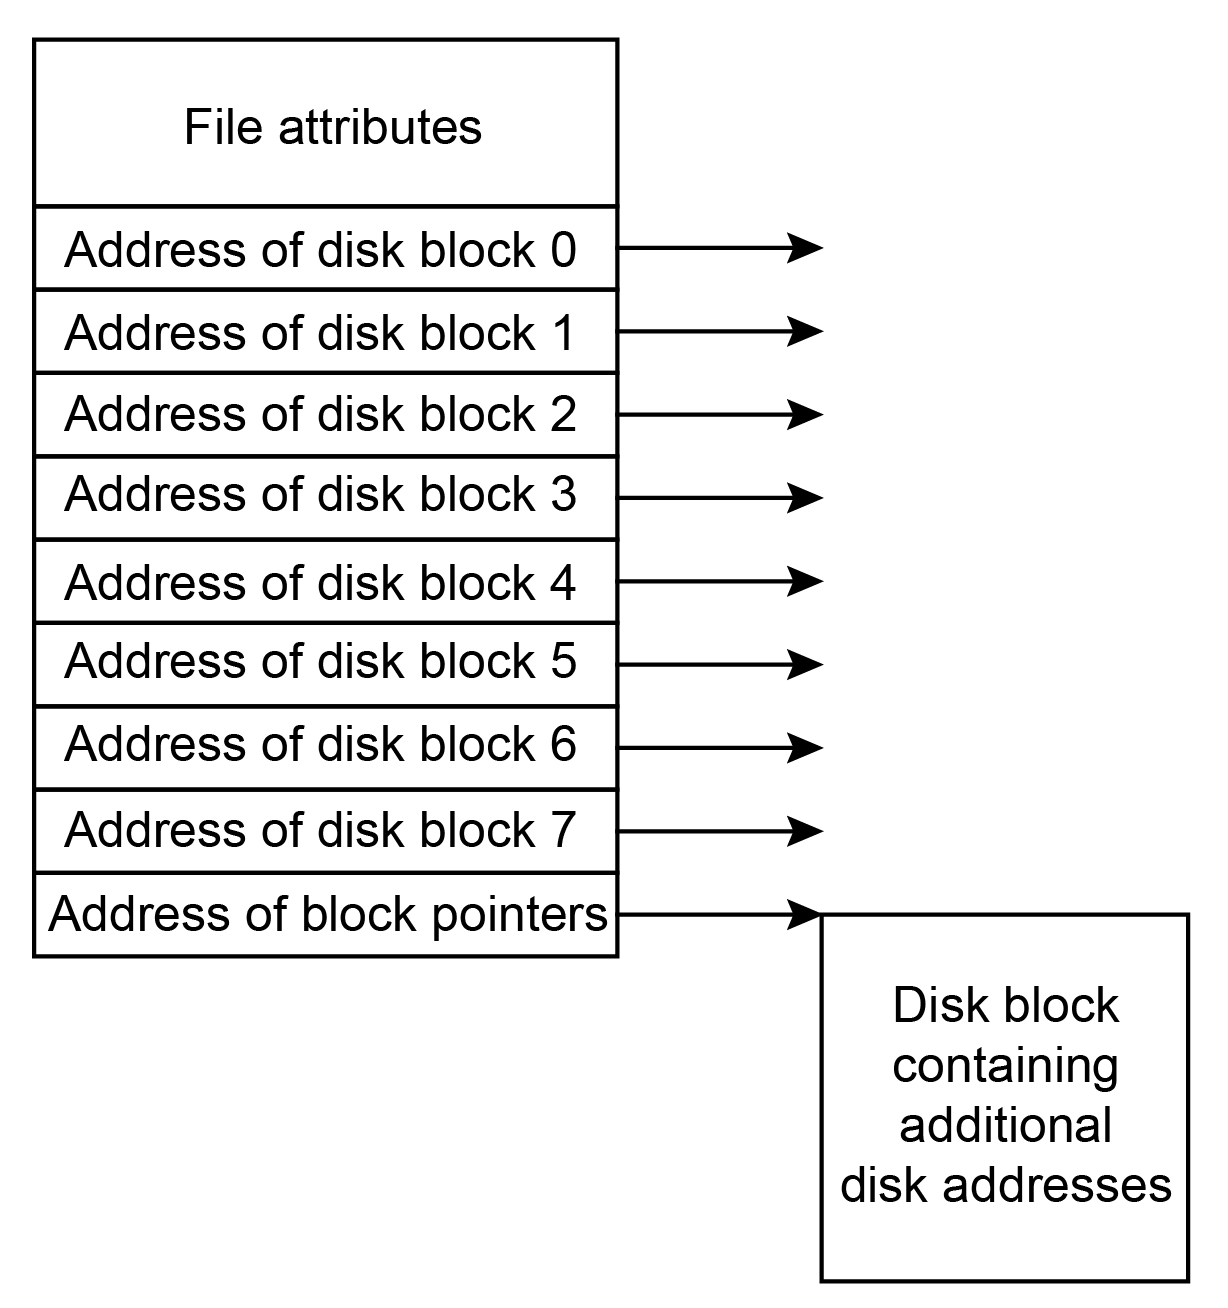 File attributes
Address of disk block 0
Address of disk block 1
Address of disk block 2
Address of disk block 3
Address of disk block 4
Address of disk block 5
Address of disk block 6
Address of disk block 7
Address of block pointers
Disk block
containing
additional
disk addresses